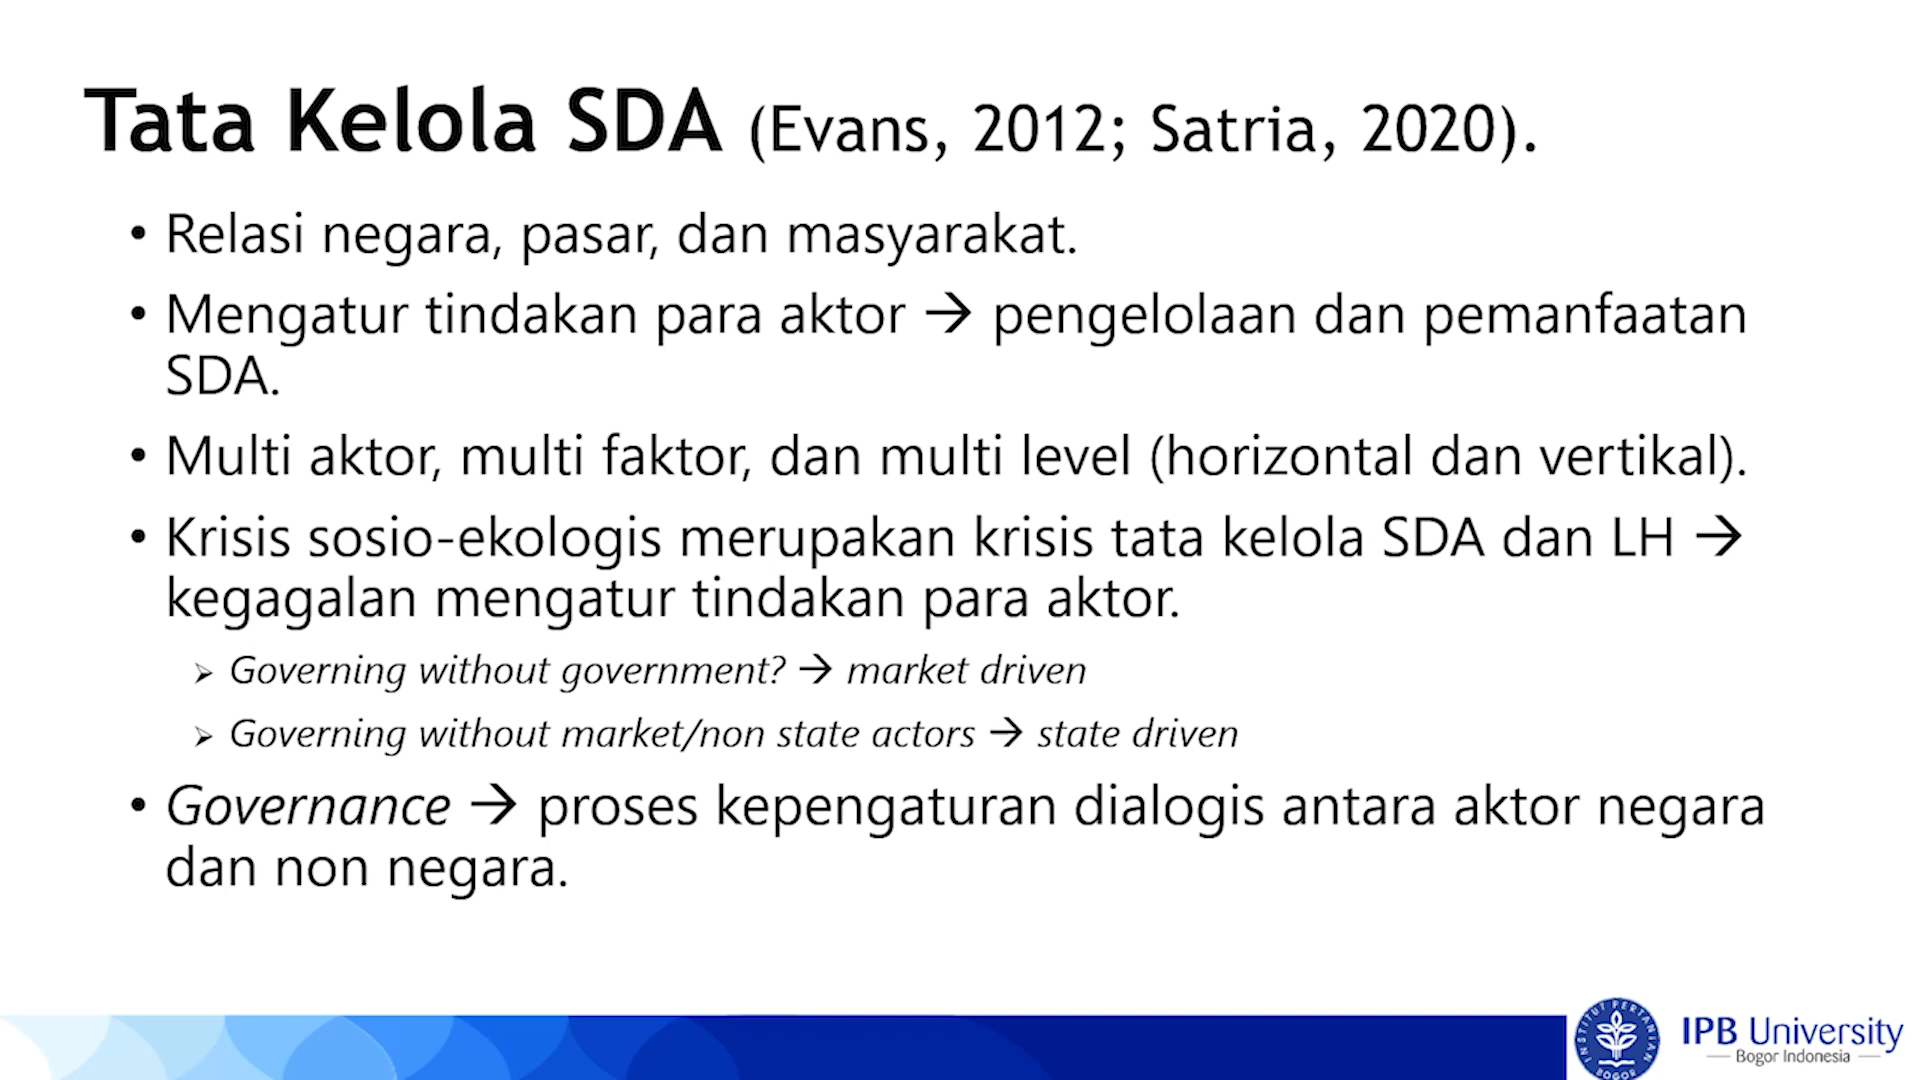 Tata Kelola SDA (Evans, 2012; Satria, 2020).
• Relasi negara, pasar, dan masyarakat.
• Mengatur tindakan para aktor → pengelolaan dan pemanfaatan
SDA.
• Multi aktor, multi faktor, dan multi level (horizontal dan vertikal).
• Krisis sosio-ekologis merupakan krisis tata kelola SDA dan LH →
kegagalan mengatur tindakan para aktor.
➢ Governing without government? → market driven
➢ Governing without market/non state actors → state driven
• Governance → proses kepengaturan dialogis antara aktor negara
dan non negara.
INSTITUT PERTANIAN
BOGOR
IPB University
Bogor Indonesia